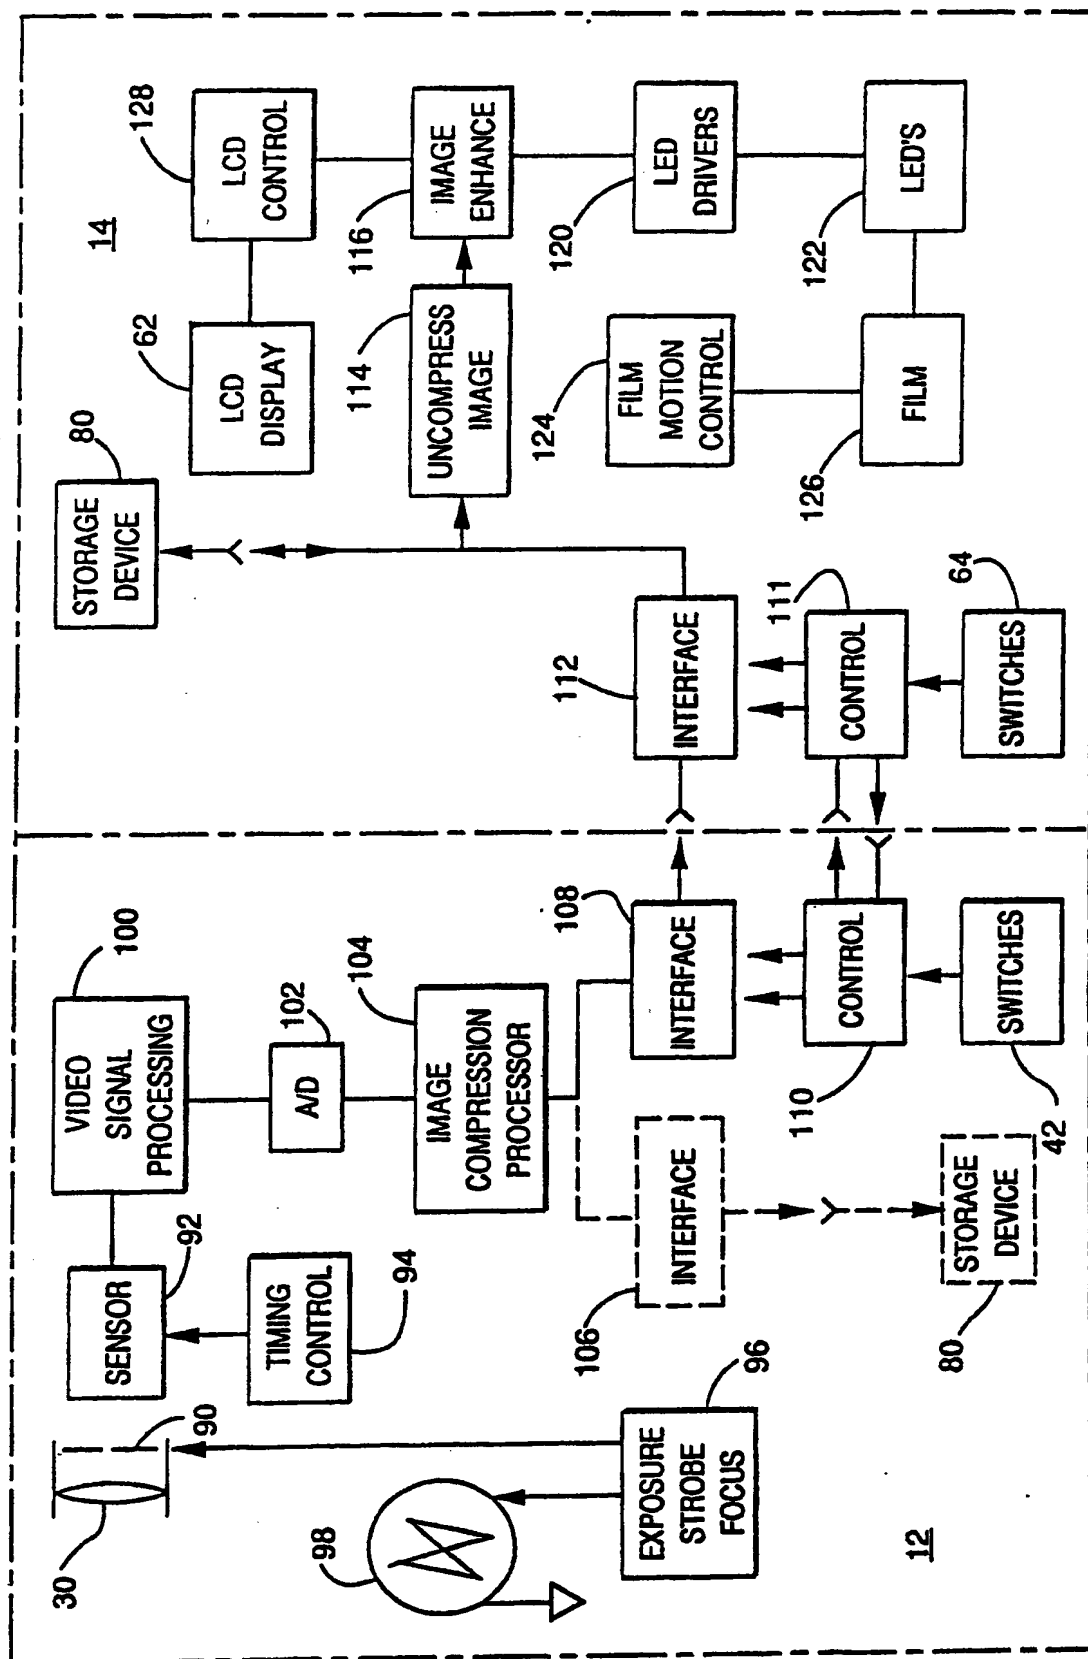 30
90
SENSOR
92
TIMING
CONTROL
94
98
EXPOSURE
STROBE
FOCUS
96
12
VIDEO
SIGNAL
PROCESSING
100
A/D
102
IMAGE
COMPRESSION
PROCESSOR
104
INTERFACE
106
STORAGE
DEVICE
80
INTERFACE
108
CONTROL
110
SWITCHES
42
14
STORAGE
DEVICE
80
LCD
DISPLAY
62
LCD
CONTROL
128
UNCOMPRESS
IMAGE
114
IMAGE
ENHANCE
116
INTERFACE
112
CONTROL
111
SWITCHES
64
FILM
MOTION
CONTROL
124
LED
DRIVERS
120
FILM
126
LED'S
122